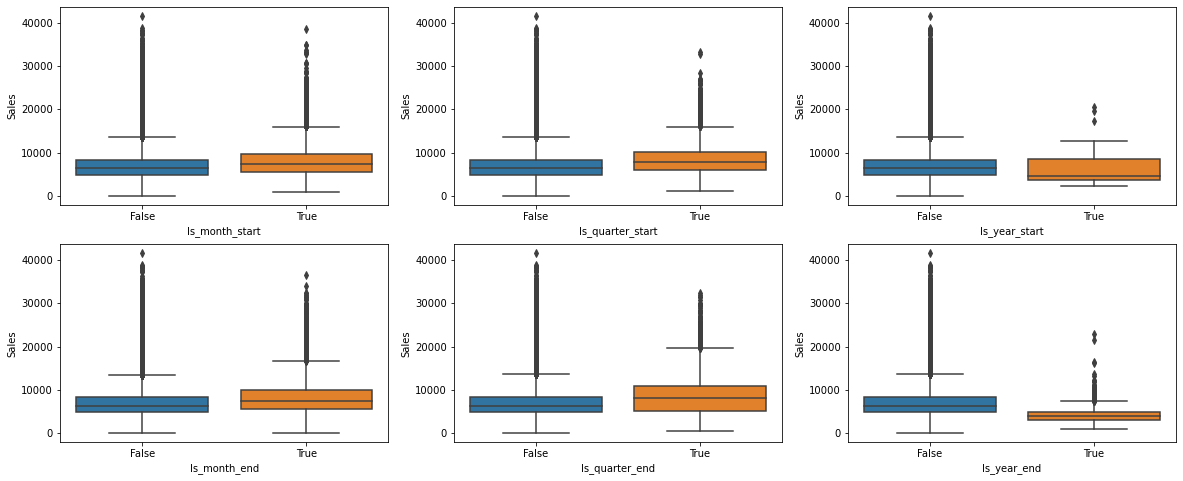 40000
30000
20000
10000
0
Sales
False
True
Is_month_start
40000
30000
20000
10000
0
Sales
False
True
Is_quarter_start
40000
30000
20000
10000
0
Sales
False
True
Is_year_start
40000
30000
20000
10000
0
Sales
False
True
Is_month_end
40000
30000
20000
10000
0
Sales
False
True
Is_quarter_end
40000
30000
20000
10000
0
Sales
False
True
Is_year_end